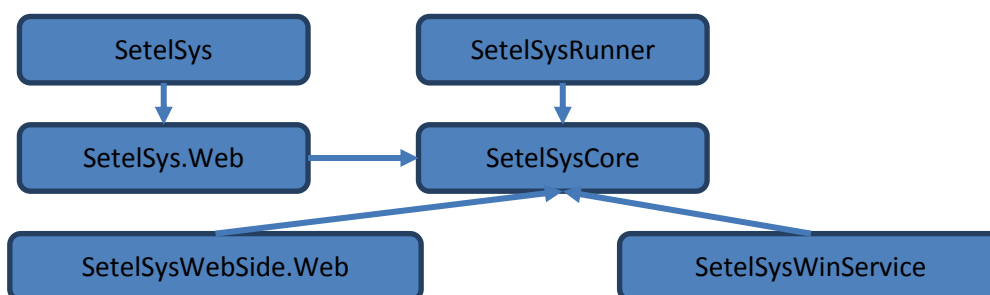 SetelSys
SetelSysRunner
SetelSys.Web
SetelSysCore
SetelSysWebSide.Web
SetelSysWinService